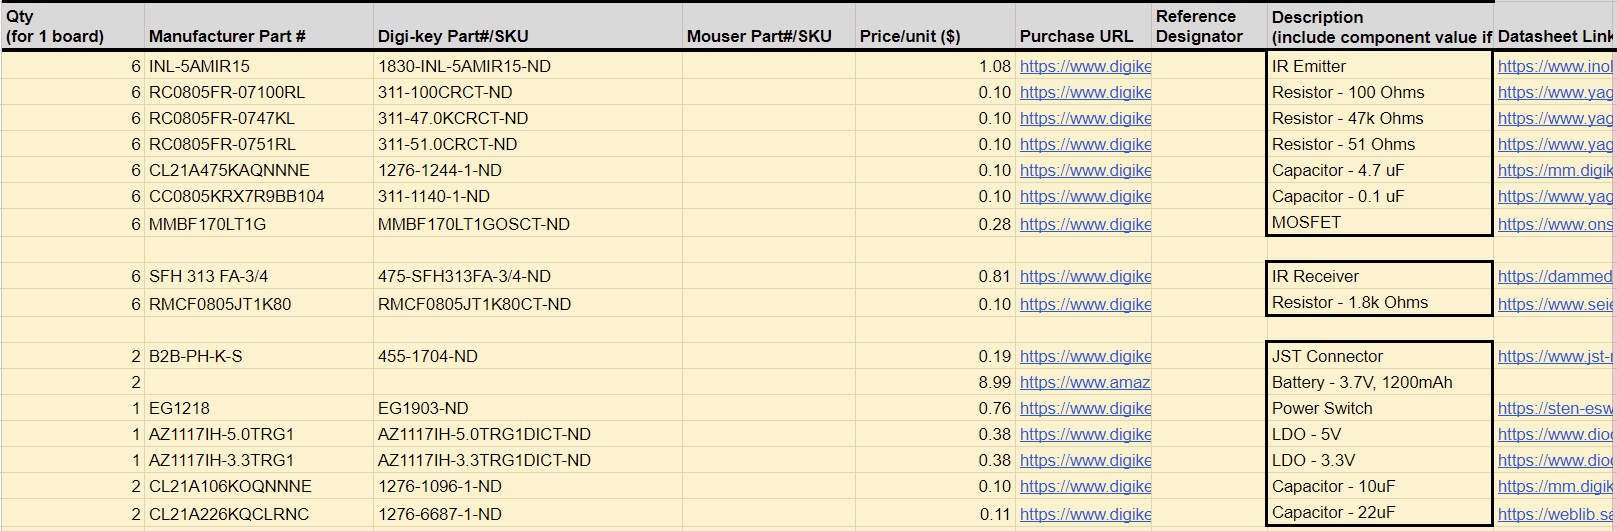 Qty (for 1 board) Manufacturer Part # Digi-key Part#/SKU Mouser Part#/SKU Price/unit ($) Purchase URL Reference Designator Description (include component value if Datasheet Link
6 INL-5AMIR15 1830-INL-5AMIR15-ND 1.08 https://www.digike IR Emitter https://www.inol
6 RC0805FR-07100RL 311-100CRCT-ND 0.10 https://www.digike Resistor - 100 Ohms https://www.yag
6 RC0805FR-0747KL 311-47.0KCRCT-ND 0.10 https://www.digike Resistor - 47k Ohms https://www.yag
6 RC0805FR-0751RL 311-51.0CRCT-ND 0.10 https://www.digike Resistor - 51 Ohms https://www.yag
6 CL21A475KAQNNNE 1276-1244-1-ND 0.10 https://www.digike Capacitor - 4.7 uF https://mm.digik
6 CC0805KRX7R9BB104 311-1140-1-ND 0.10 https://www.digike Capacitor - 0.1 uF https://www.yag
6 MMBF170LT1G MMBF170LT1GOSCT-ND 0.28 https://www.digike MOSFET https://www.ons
6 SFH 313 FA-3/4 475-SFH313FA-3/4-ND 0.81 https://www.digike IR Receiver https://dammed
6 RMCF0805JT1K80 RMCF0805JT1K80CT-ND 0.10 https://www.digike Resistor - 1.8k Ohms https://www.seie
2 B2B-PH-K-S 455-1704-ND 0.19 https://www.digike JST Connector https://www.jst-
2 8.99 https://www.amaz Battery - 3.7V, 1200mAh
1 EG1218 EG1903-ND 0.76 https://www.digike Power Switch https://sten-esw
1 AZ1117IH-5.0TRG1 AZ1117IH-5.0TRG1DICT-ND 0.38 https://www.digike LDO - 5V https://www.dioc
1 AZ1117IH-3.3TRG1 AZ1117IH-3.3TRG1DICT-ND 0.38 https://www.digike LDO - 3.3V https://www.dioc
2 CL21A106KOQNNNE 1276-1096-1-ND 0.10 https://www.digike Capacitor - 10uF https://mm.digik
2 CL21A226KQCLRNC 1276-6687-1-ND 0.11 https://www.digike Capacitor - 22uF https://weblib.sa